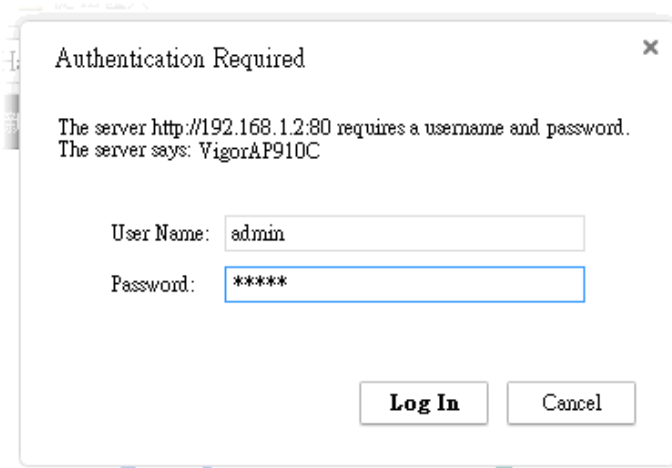 Authentication Required
The server http://192.168.1.2:80 requires a username and password.
The server says: VigorAP910C
User Name: admin
Password: *****
Log In Cancel